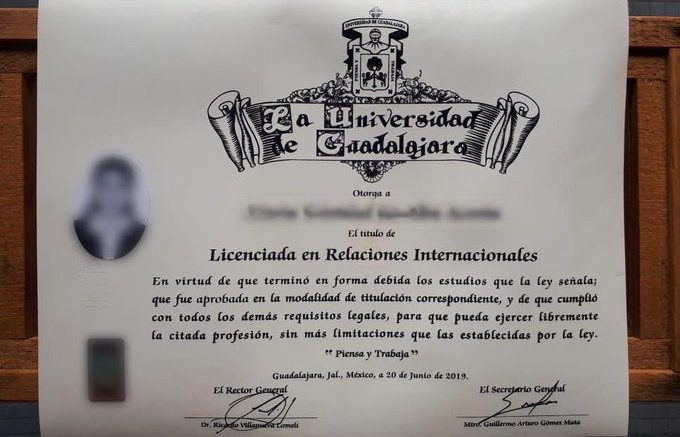 UNIVERSIDAD DE GUADALAJARA
PIENSA Y TRABAJA
La Universidad
de Guadalajara
Otorga a
El título de
Licenciada en Relaciones Internacionales
En virtud de que terminó en forma debida los estudios que la ley señala;
que fue aprobada en la modalidad de titulación correspondiente, y de que cumplió
con todos los demás requisitos legales, para que pueda ejercer libremente
la citada profesión, sin más limitaciones que las establecidas por la ley.
"Piensa y Trabaja"
Guadalajara, Jal., México, a 20 de junio de 2019.
El Rector General
El Secretario General
Dr. Ricardo Villanueva Lomelí
Mtro. Guillermo Arturo Gómez Mata